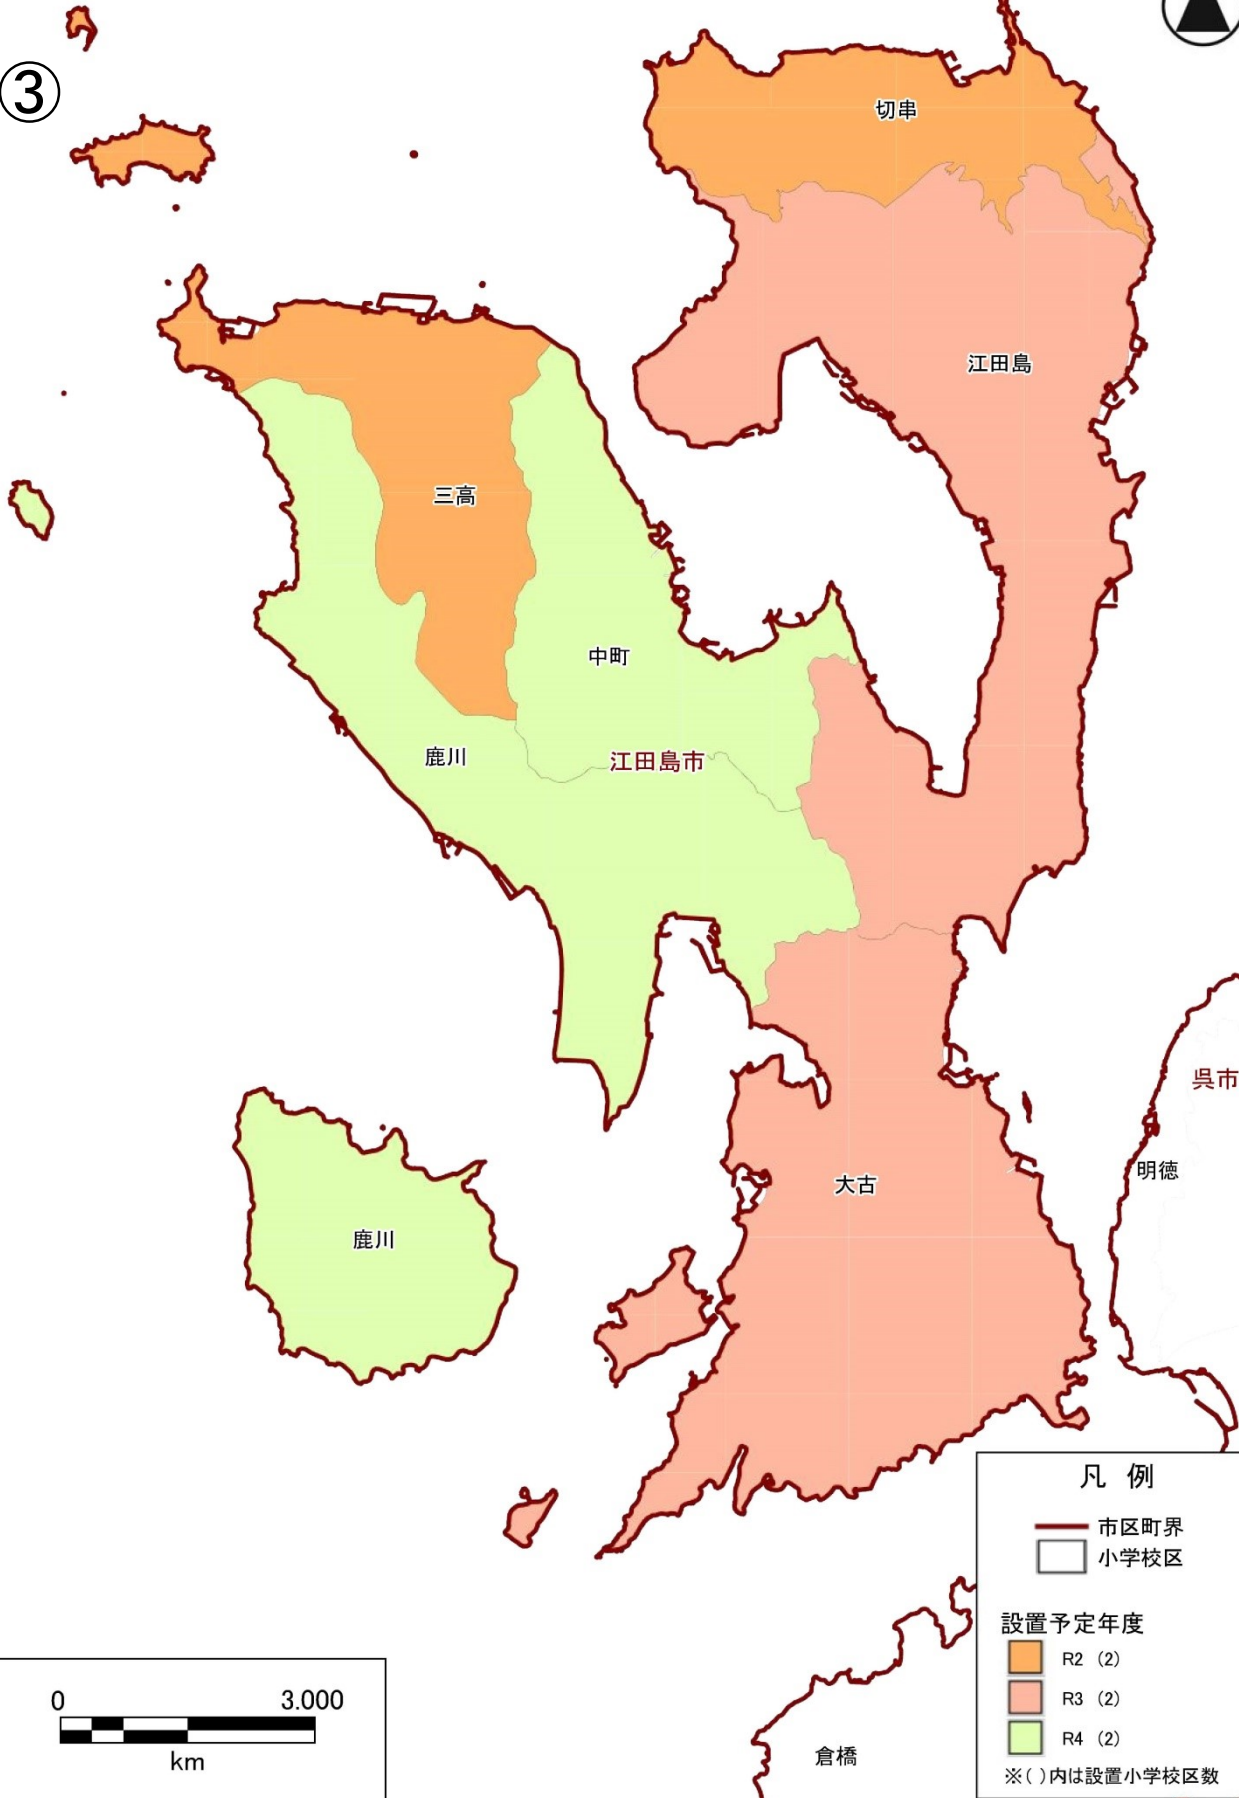 ③
切串
江田島
三高
中町
鹿川
江田島市
呉市
明徳
大古
鹿川
凡 例
市区町界
小学校区
設置予定年度
R2 (2)
R3 (2)
R4 (2)
※( )内は設置小学校区数
0 3.000
km
倉橋